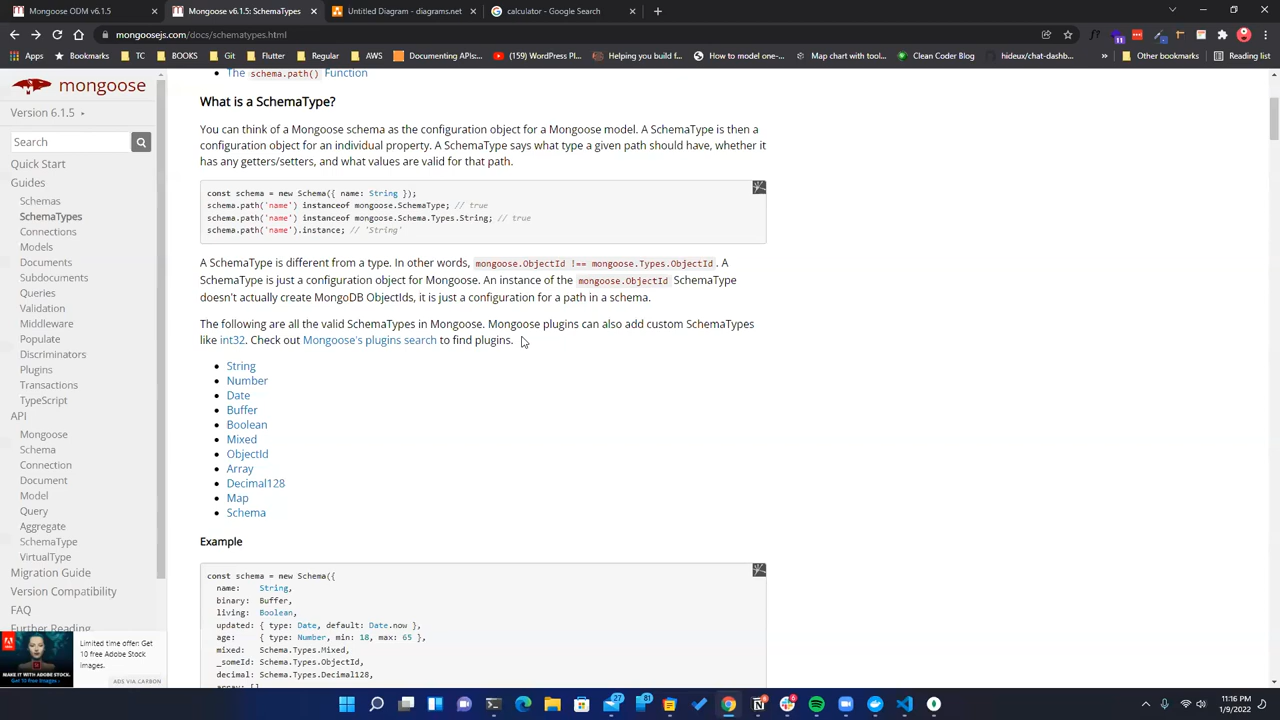 Mongoose ODM v6.1.5
Mongoose v6.1.5: SchemaTypes
Untitled Diagram - diagrams.net
calculator - Google Search
mongoosejs.com/docs/schematypes.html
Apps
Bookmarks
TC
BOOKS
Git
Flutter
Regular
AWS
Documenting APIs:...
(159) WordPress Pl...
Helping you build f...
How to model one-...
Map chart with tool...
Clean Coder Blog
hideux/chat-dashb...
Other bookmarks
Reading list
mongoose
Version 6.1.5
Search
Quick Start
Guides
Schemas
SchemaTypes
Connections
Models
Documents
Subdocuments
Queries
Validation
Middleware
Populate
Discriminators
Plugins
Transactions
TypeScript
API
Mongoose
Schema
Connection
Document
Model
Query
Aggregate
SchemaType
VirtualType
Migration Guide
Version Compatibility
FAQ
Further Reading
Limited time offer: Get
10 free Adobe Stock
images.
MAKE IT WITH ADOBE STOCK.
Get 10 free images ›
ADS VIA CARBON
The schema.path() Function
What is a SchemaType?
You can think of a Mongoose schema as the configuration object for a Mongoose model. A SchemaType is then a
configuration object for an individual property. A SchemaType says what type a given path should have, whether it
has any getters/setters, and what values are valid for that path.
const schema = new Schema({ name: String });
schema.path('name') instanceof mongoose.SchemaType; // true
schema.path('name') instanceof mongoose.Schema.Types.String; // true
schema.path('name').instance; // 'String'
A SchemaType is different from a type. In other words, mongoose.ObjectId !== mongoose.Types.ObjectId. A
SchemaType is just a configuration object for Mongoose. An instance of the mongoose.ObjectId SchemaType
doesn't actually create MongoDB ObjectIds, it is just a configuration for a path in a schema.
The following are all the valid SchemaTypes in Mongoose. Mongoose plugins can also add custom SchemaTypes
like int32. Check out Mongoose's plugins search to find plugins.
String
Number
Date
Buffer
Boolean
Mixed
ObjectId
Array
Decimal128
Map
Schema
Example
const schema = new Schema({
name: String,
binary: Buffer,
living: Boolean,
updated: { type: Date, default: Date.now },
age: { type: Number, min: 18, max: 65 },
mixed: Schema.Types.Mixed,
_someId: Schema.Types.ObjectId,
decimal: Schema.Types.Decimal128,
array: [],
27
81
11:16 PM
1/9/2022